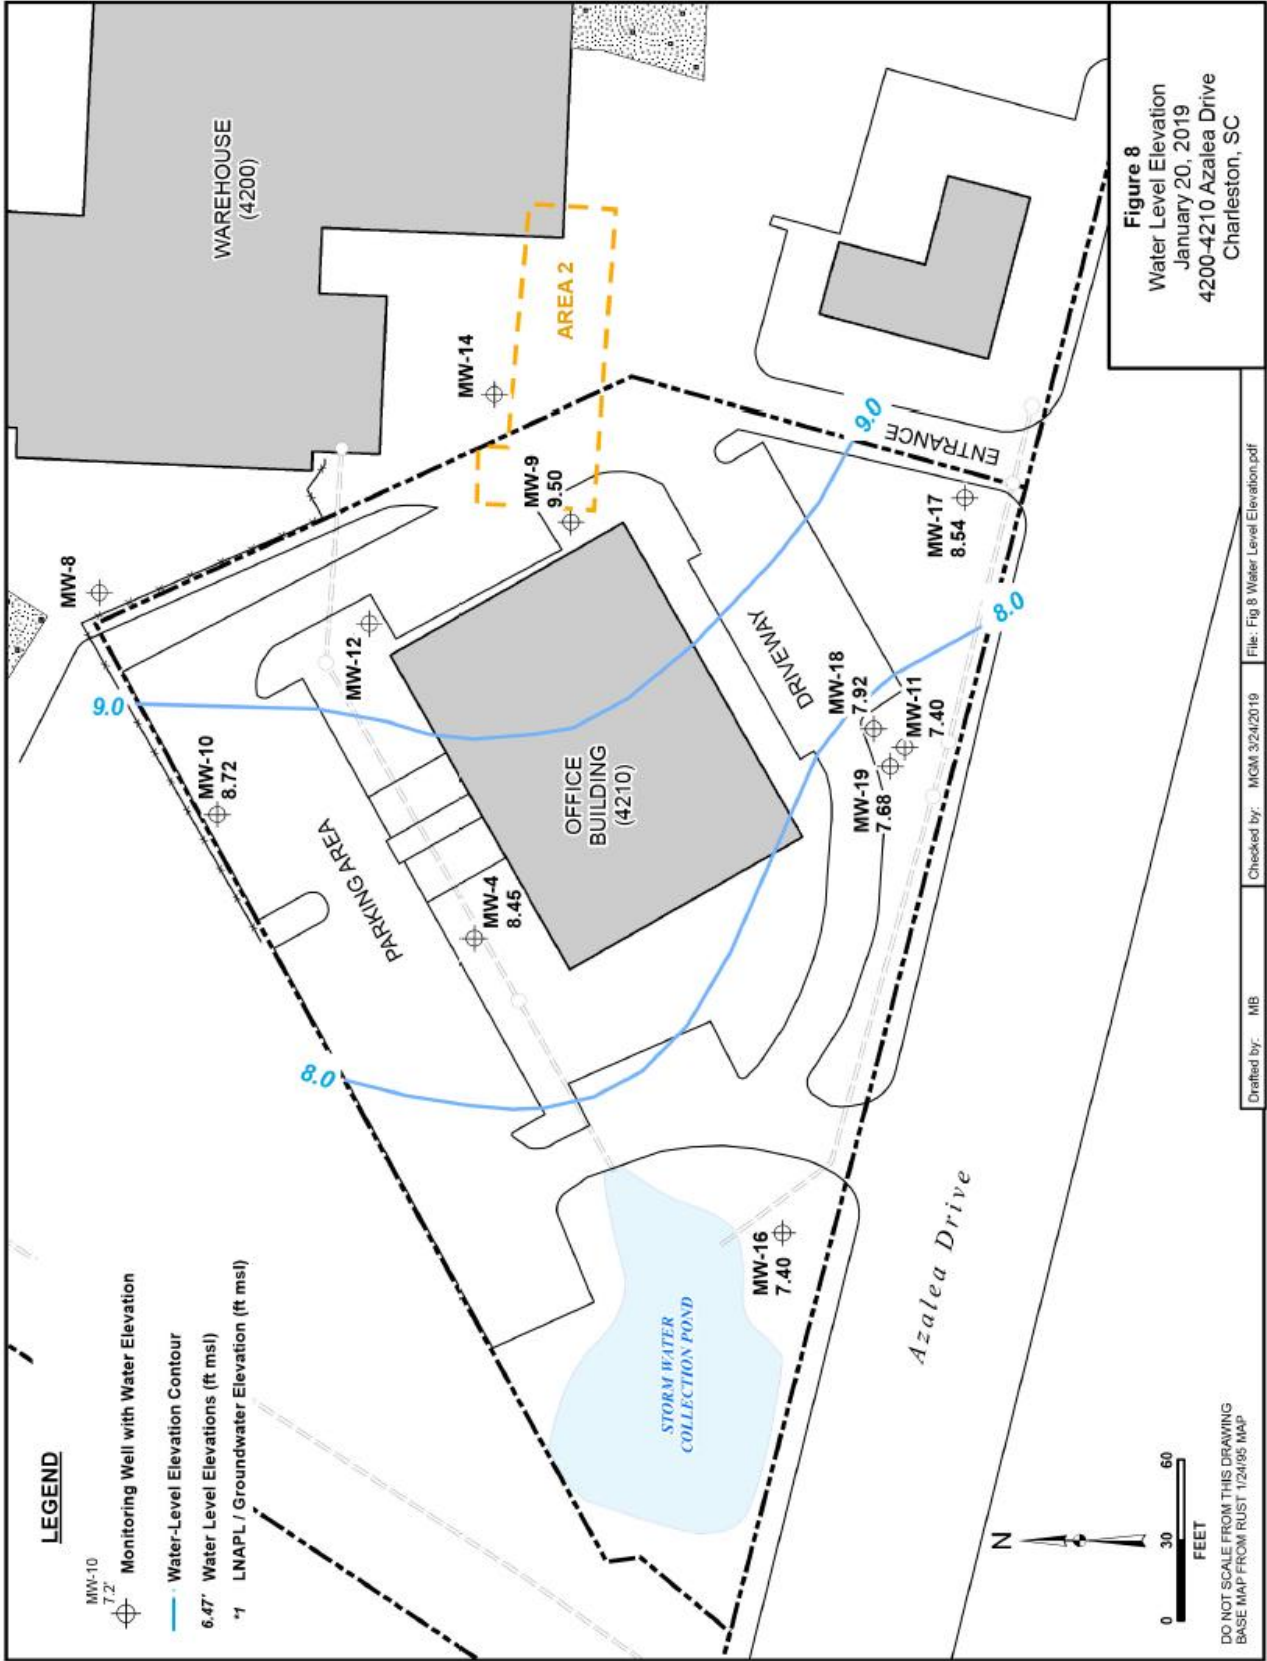 LEGEND
MW-10
7.2'
Monitoring Well with Water Elevation
Water-Level Elevation Contour
6.47' Water Level Elevations (ft msl)
*1 LNAPL / Groundwater Elevation (ft msl)
MW-8
9.0
MW-10
8.72
WAREHOUSE
(4200)
MW-12
PARKING AREA
8.0
MW-14
MW-4
8.45
MW-9
9.50
AREA 2
OFFICE
BUILDING
(4210)
STORM WATER
COLLECTION POND
DRIVEWAY
MW-16
7.40
MW-18
7.92
9.0
MW-19
7.68
MW-11
7.40
ENTRANCE
MW-17
8.54
8.0
Azalea Drive
N
0 30 60
FEET
DO NOT SCALE FROM THIS DRAWING
BASE MAP FROM RUST 1/24/95 MAP
Figure 8
Water Level Elevation
January 20, 2019
4200-4210 Azalea Drive
Charleston, SC
Drafted by: MB
Checked by: MGM 3/24/2019
File: Fig 8 Water Level Elevation.pdf